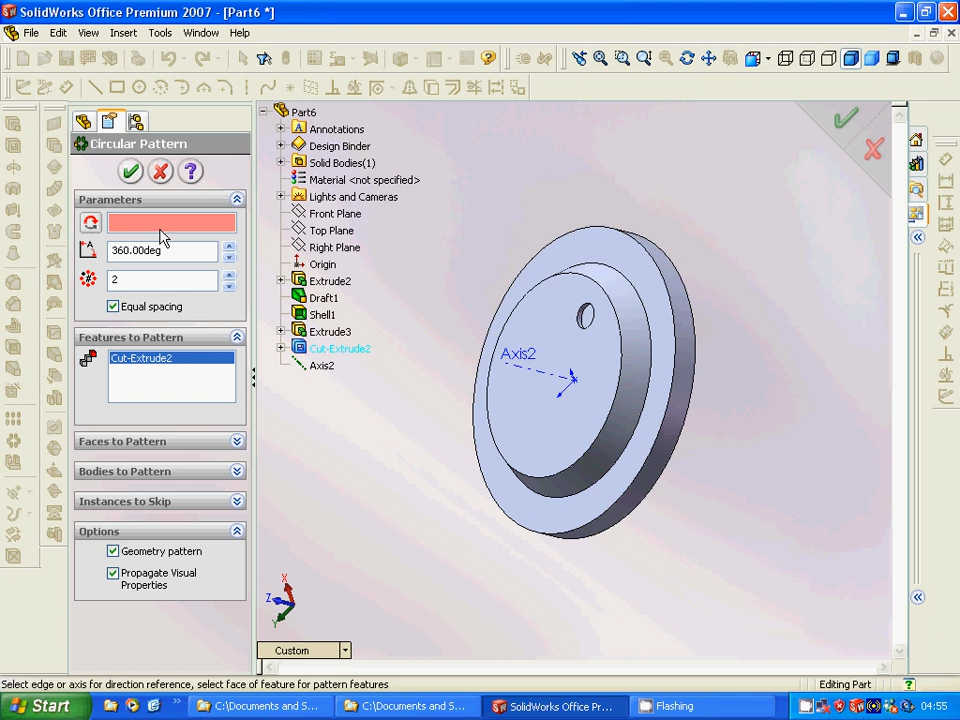 SolidWorks Office Premium 2007 - [Part6 *]
File Edit View Insert Tools Window Help
Circular Pattern
Parameters
360.00deg
2
Equal spacing
Features to Pattern
Cut-Extrude2
Faces to Pattern
Bodies to Pattern
Instances to Skip
Options
Geometry pattern
Propagate Visual
Properties
Part6
Annotations
Design Binder
Solid Bodies(1)
Material <not specified>
Lights and Cameras
Front Plane
Top Plane
Right Plane
Origin
Extrude2
Draft1
Shell1
Extrude3
Cut-Extrude2
Axis2
Axis2
X
Z
Y
Custom
Select edge or axis for direction reference, select face of feature for pattern features
Editing Part
Start
C:\Documents and S...
C:\Documents and S...
SolidWorks Office Pr...
Flashing
04:55